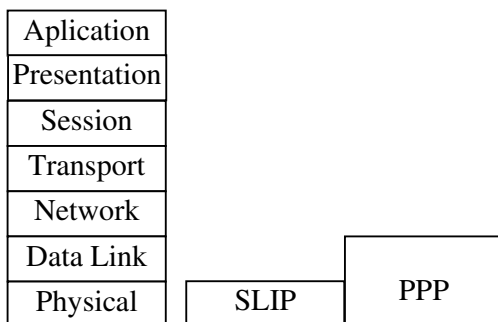 Aplication
Presentation
Session
Transport
Network
Data Link
Physical
SLIP
PPP